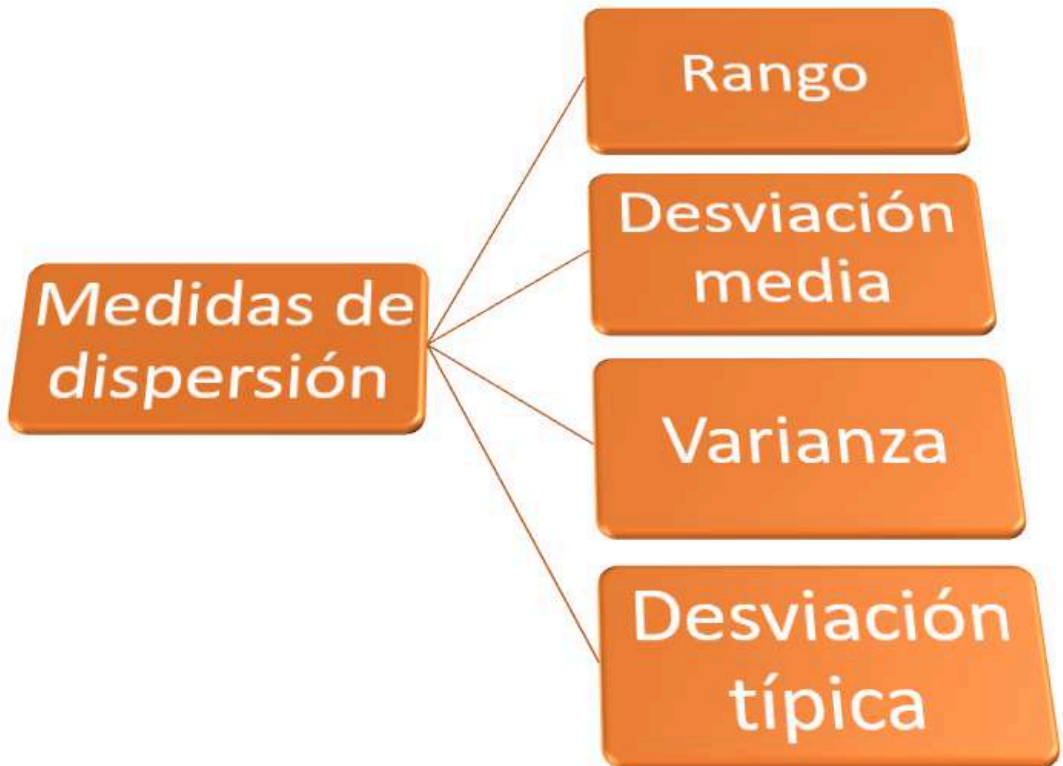 Medidas de
dispersión
Rango
Desviación
media
Varianza
Desviación
típica